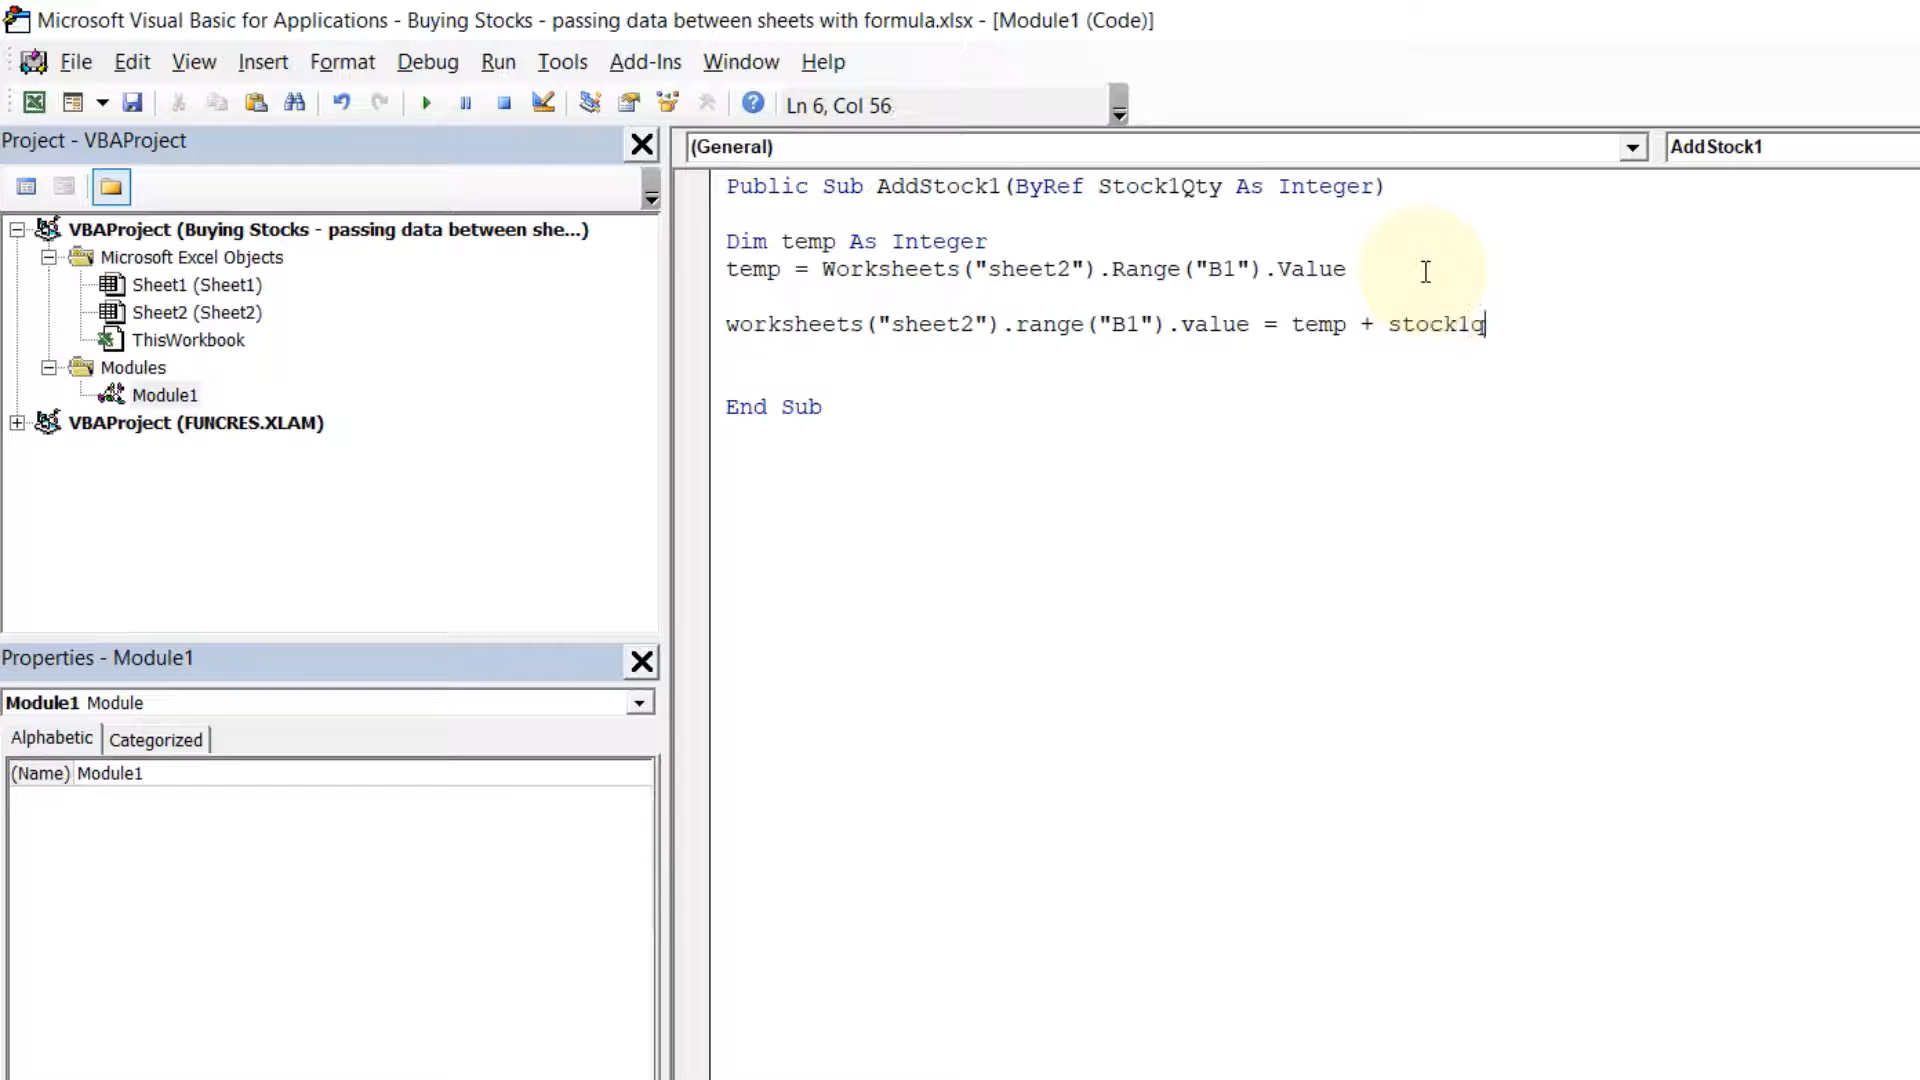 Microsoft Visual Basic for Applications - Buying Stocks - passing data between sheets with formula.xlsx - [Module1 (Code)]
File Edit View Insert Format Debug Run Tools Add-Ins Window Help
Ln 6, Col 56
Project - VBAProject
(General)
AddStock1
VBAProject (Buying Stocks - passing data between she...)
Microsoft Excel Objects
Sheet1 (Sheet1)
Sheet2 (Sheet2)
ThisWorkbook
Modules
Module1
VBAProject (FUNCRES.XLAM)
Public Sub AddStock1(ByRef Stock1Qty As Integer)
Dim temp As Integer
temp = Worksheets("sheet2").Range("B1").Value
worksheets("sheet2").range("B1").value = temp + stock1q
End Sub
Properties - Module1
Module1 Module
Alphabetic Categorized
(Name) Module1